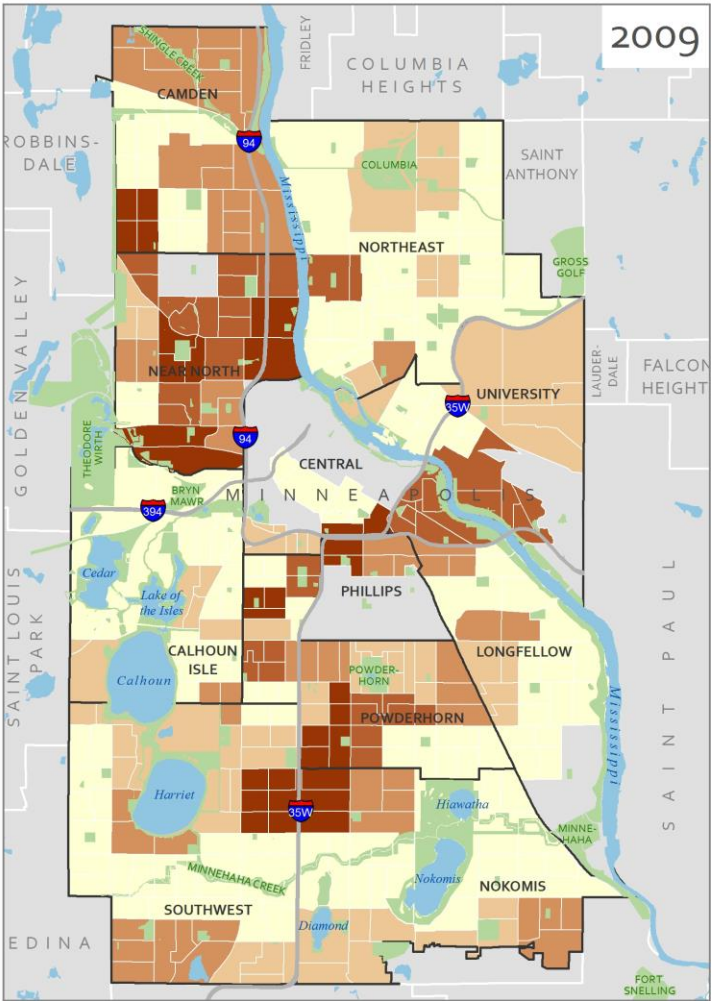 2009
FRIDLEY
COLUMBIA
HEIGHTS
SHINGLE CREEK
CAMDEN
94
ROBBINS-
DALE
COLUMBIA
SAINT
ANTHONY
Mississippi
NORTHEAST
GROSS
GOLF
GOLDEN VALLEY
NEAR NORTH
LAUDER-
DALE
FALCON
HEIGHT
UNIVERSITY
35W
94
THEODORE
WIRTH
CENTRAL
BRYN
MAWR
MINNEAPOLIS
394
Cedar
Lake of
the Isles
PHILLIPS
SAINT LOUIS
PARK
CALHOUN
ISLE
LONGFELLOW
SAINT PAUL
Calhoun
POWDER-
HORN
Mississippi
POWDERHORN
Harriet
35W
Hiawatha
MINNE-
HAHA
MINNEHAHA CREEK
Nokomis
NOKOMIS
SOUTHWEST
Diamond
EDINA
FORT
SNELLING